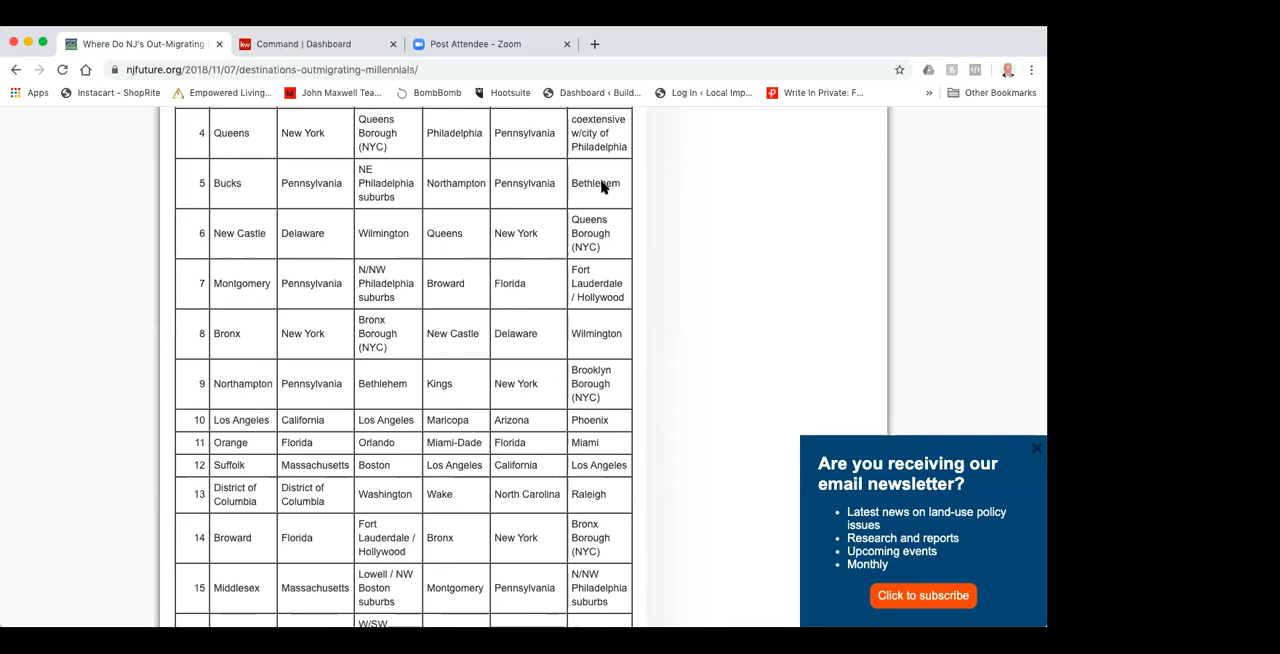 Where Do NJ's Out-Migrating
Command | Dashboard
Post Attendee - Zoom
njfuture.org/2018/11/07/destinations-outmigrating-millennials/
Apps
Instacart - ShopRite
Empowered Living...
John Maxwell Tea...
BombBomb
Hootsuite
Dashboard ‹ Build...
Log In ‹ Local Imp...
Write In Private: F...
»
Other Bookmarks
4 Queens New York Queens Borough (NYC) Philadelphia Pennsylvania coextensive w/city of Philadelphia
5 Bucks Pennsylvania NE Philadelphia suburbs Northampton Pennsylvania Bethlehem
6 New Castle Delaware Wilmington Queens New York Queens Borough (NYC)
7 Montgomery Pennsylvania N/NW Philadelphia suburbs Broward Florida Fort Lauderdale / Hollywood
8 Bronx New York Bronx Borough (NYC) New Castle Delaware Wilmington
9 Northampton Pennsylvania Bethlehem Kings New York Brooklyn Borough (NYC)
10 Los Angeles California Los Angeles Maricopa Arizona Phoenix
11 Orange Florida Orlando Miami-Dade Florida Miami
12 Suffolk Massachusetts Boston Los Angeles California Los Angeles
13 District of Columbia District of Columbia Washington Wake North Carolina Raleigh
14 Broward Florida Fort Lauderdale / Hollywood Bronx New York Bronx Borough (NYC)
15 Middlesex Massachusetts Lowell / NW Boston suburbs Montgomery Pennsylvania N/NW Philadelphia suburbs
W/SW
Are you receiving our
email newsletter?
• Latest news on land-use policy
issues
• Research and reports
• Upcoming events
• Monthly
Click to subscribe